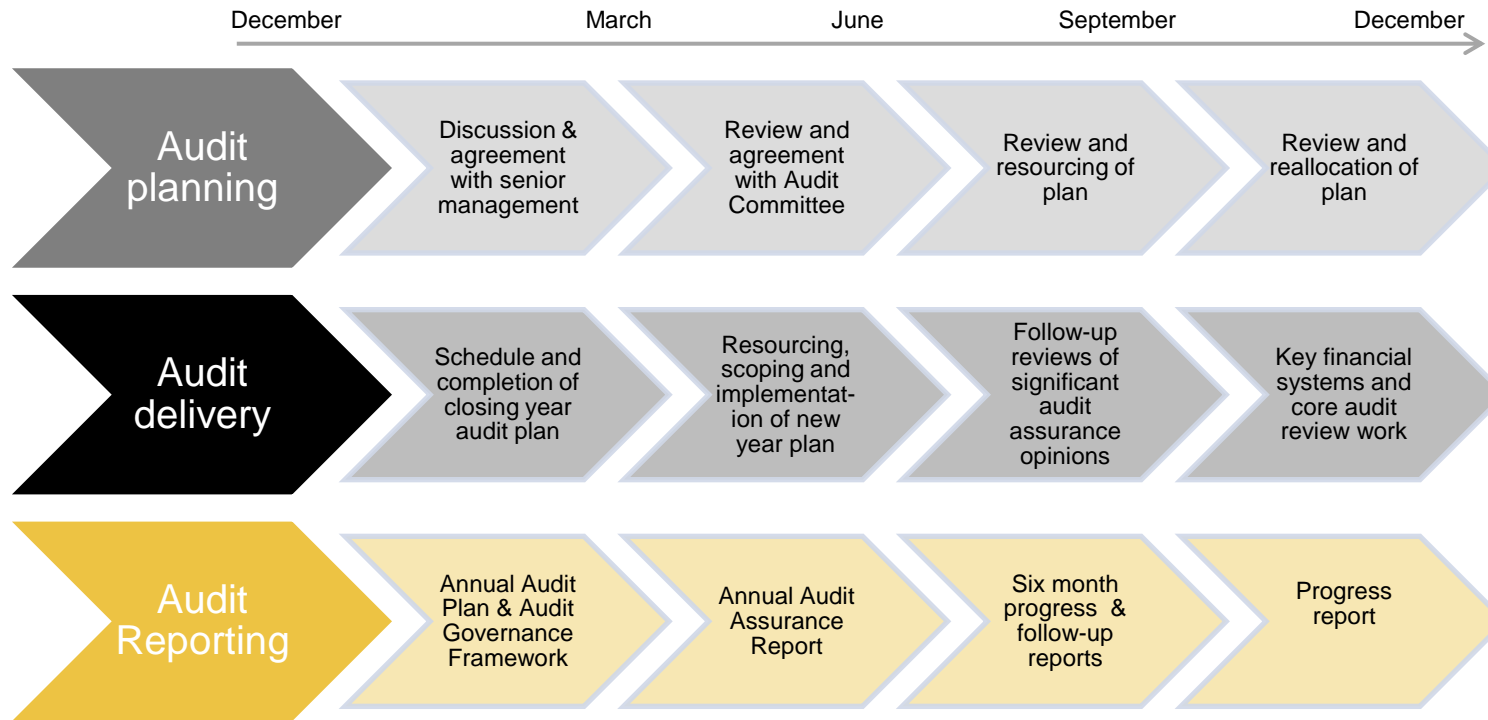 December March June September December
Audit
planning
Discussion &
agreement
with senior
management
Review and
agreement
with Audit
Committee
Review and
resourcing of
plan
Review and
reallocation of
plan
Audit
delivery
Schedule and
completion of
closing year
audit plan
Resourcing,
scoping and
implementat-
ion of new
year plan
Follow-up
reviews of
significant
audit
assurance
opinions
Key financial
systems and
core audit
review work
Audit
Reporting
Annual Audit
Plan & Audit
Governance
Framework
Annual Audit
Assurance
Report
Six month
progress &
follow-up
reports
Progress
report